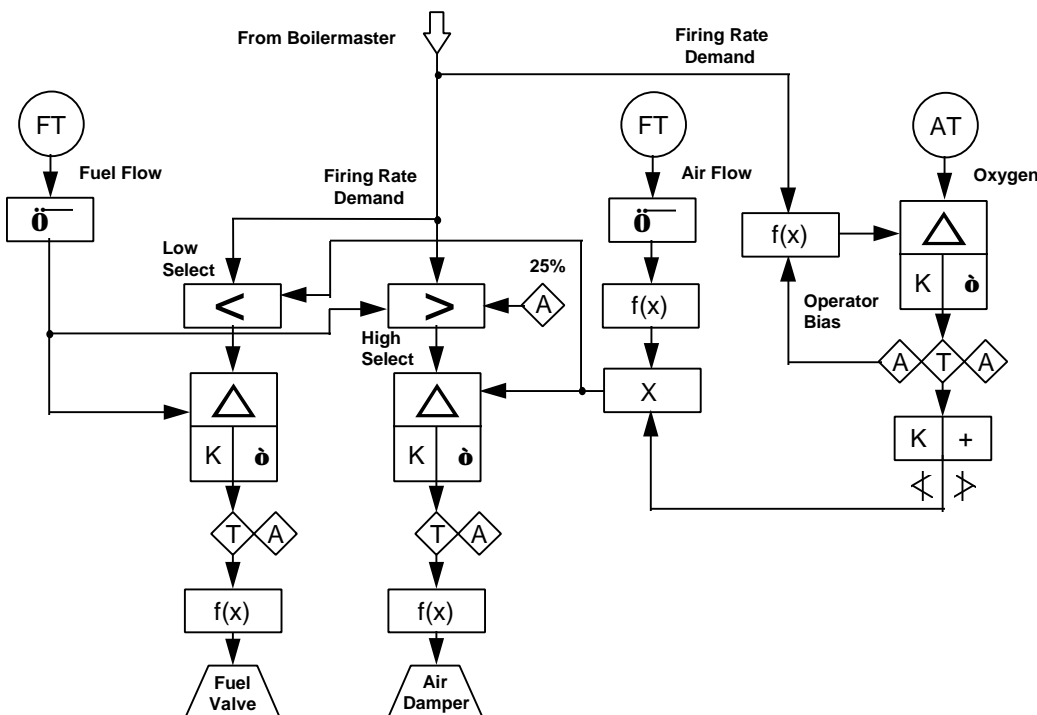 From Boilermaster
Firing Rate
Demand
FT
FT
AT
Fuel Flow
Firing Rate
Demand
Air Flow
Oxygen
Ö
Ö
f(x)
△
Low
Select
25%
K ò
<
>
A
f(x)
Operator
Bias
High
Select
A T A
△
△
X
K ò
K ò
K +
T A
T A
f(x)
f(x)
Fuel
Valve
Air
Damper